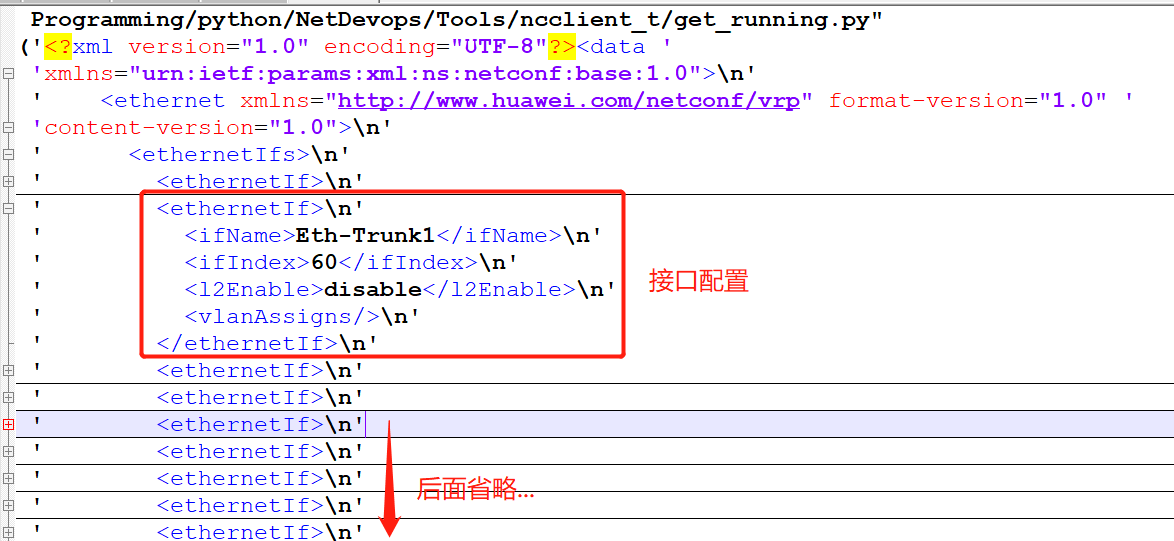 Programming/python/NetDevops/Tools/ncclient_t/get_running.py"
('<?xml version="1.0" encoding="UTF-8"?><data '
'xmlns="urn:ietf:params:xml:ns:netconf:base:1.0">\n'
'    <ethernet xmlns="http://www.huawei.com/netconf/vrp" format-version="1.0" '
'content-version="1.0">\n'
'      <ethernetIfs>\n'
'        <ethernetIf>\n'
'        <ethernetIf>\n'
'          <ifName>Eth-Trunk1</ifName>\n'
'          <ifIndex>60</ifIndex>\n'
接口配置
'          <l2Enable>disable</l2Enable>\n'
'          <vlanAssigns/>\n'
'        </ethernetIf>\n'
'        <ethernetIf>\n'
'        <ethernetIf>\n'
'        <ethernetIf>\n'
'        <ethernetIf>\n'
'        <ethernetIf>\n'
后面省略...
'        <ethernetIf>\n'
'        <ethernetIf>\n'